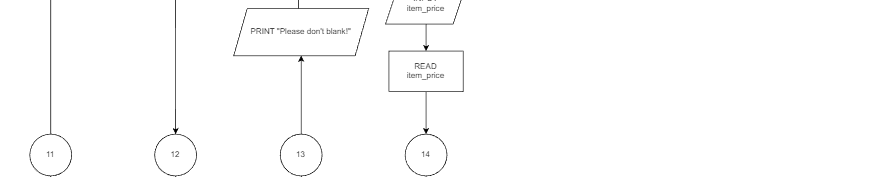 item_price
PRINT "Please don't blank!"
READ
item_price
11
12
13
14